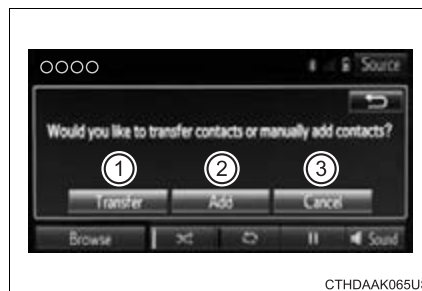 OOOO Source
Would you like to transfer contacts or manually add contacts?
1 2 3
Transfer Add Cancel
Browse Sound
CTHDAAK065US